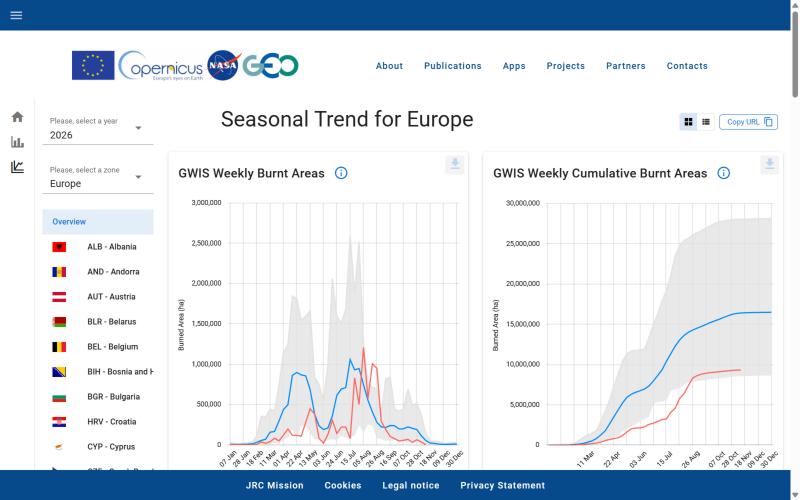 opernicus
Europe's eyes on Earth
NASA
GEO
About
Publications
Apps
Projects
Partners
Contacts
Please, select a year
2026
Please, select a zone
Europe
Overview
ALB - Albania
AND - Andorra
AUT - Austria
BLR - Belarus
BEL - Belgium
BIH - Bosnia and H
BGR - Bulgaria
HRV - Croatia
CYP - Cyprus
Seasonal Trend for Europe
Copy URL
GWIS Weekly Burnt Areas
3,000,000
2,500,000
2,000,000
1,500,000
1,000,000
500,000
0
Burned Area (ha)
07 Jan
28 Jan
18 Feb
11 Mar
01 Apr
22 Apr
13 May
03 Jun
24 Jun
15 Jul
05 Aug
26 Aug
16 Sep
07 Oct
28 Oct
18 Nov
09 Dec
30 Dec
GWIS Weekly Cumulative Burnt Areas
30,000,000
25,000,000
20,000,000
15,000,000
10,000,000
5,000,000
0
Burned Area (ha)
11 Mar
22 Apr
03 Jun
15 Jul
26 Aug
07 Oct
28 Oct
18 Nov
09 Dec
30 Dec
JRC Mission
Cookies
Legal notice
Privacy Statement